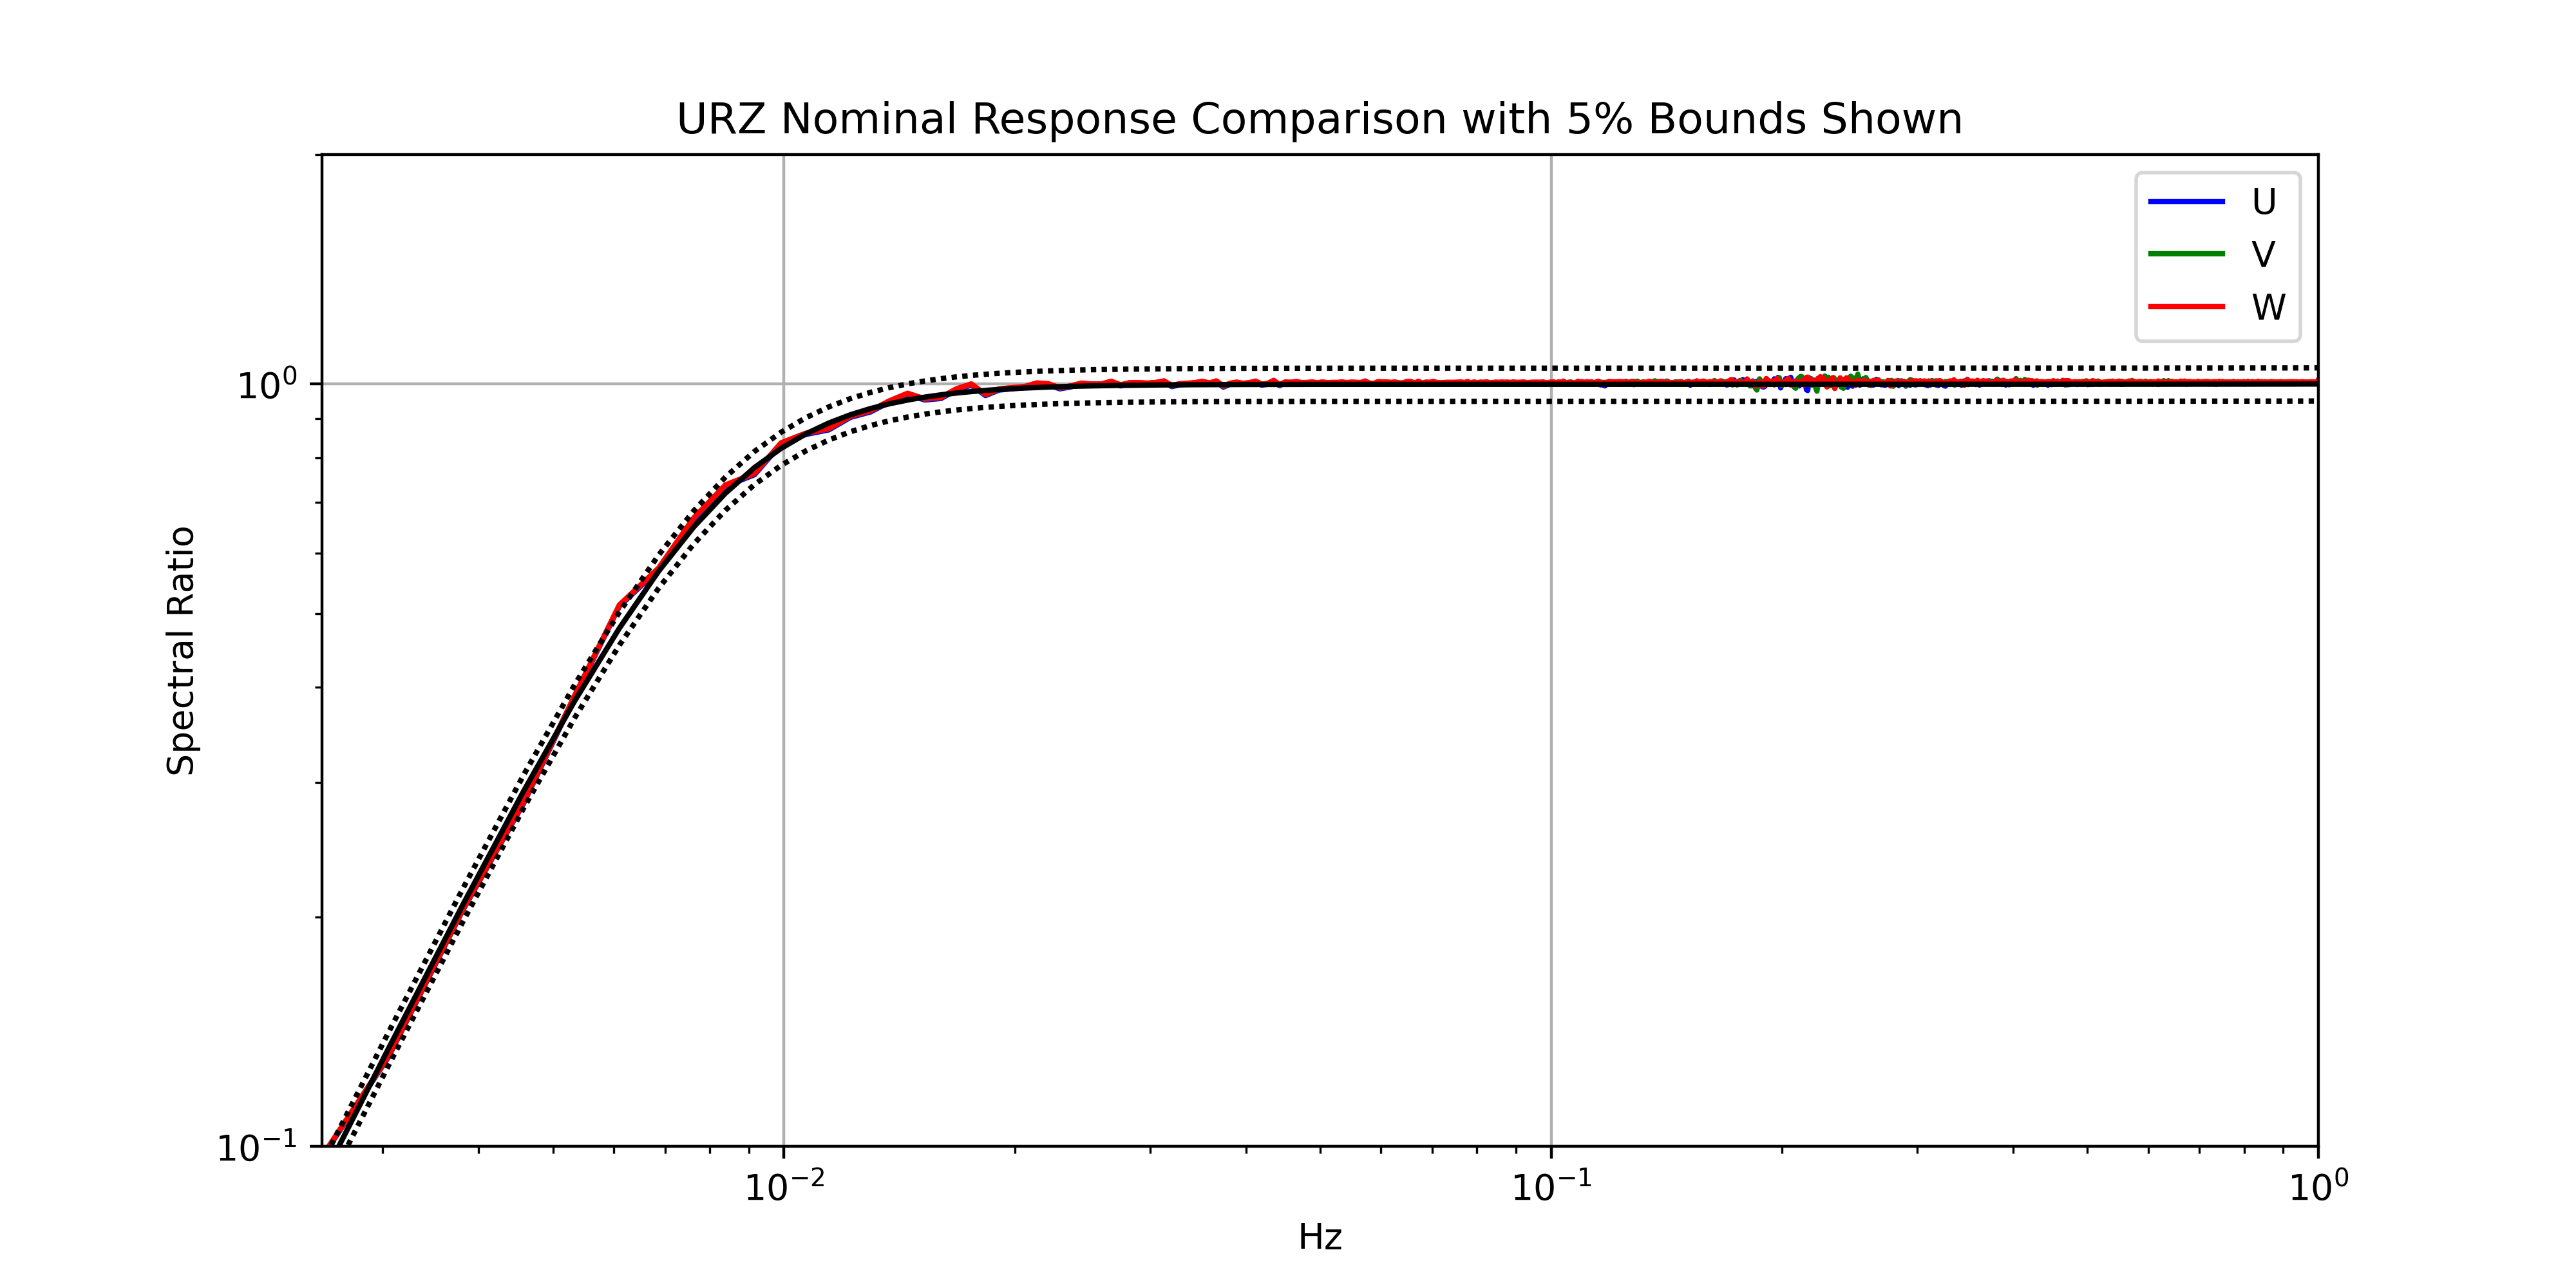 URZ Nominal Response Comparison with 5% Bounds Shown
U
V
W
10⁰
Spectral Ratio
10⁻¹
10⁻² 10⁻¹ 10⁰
Hz